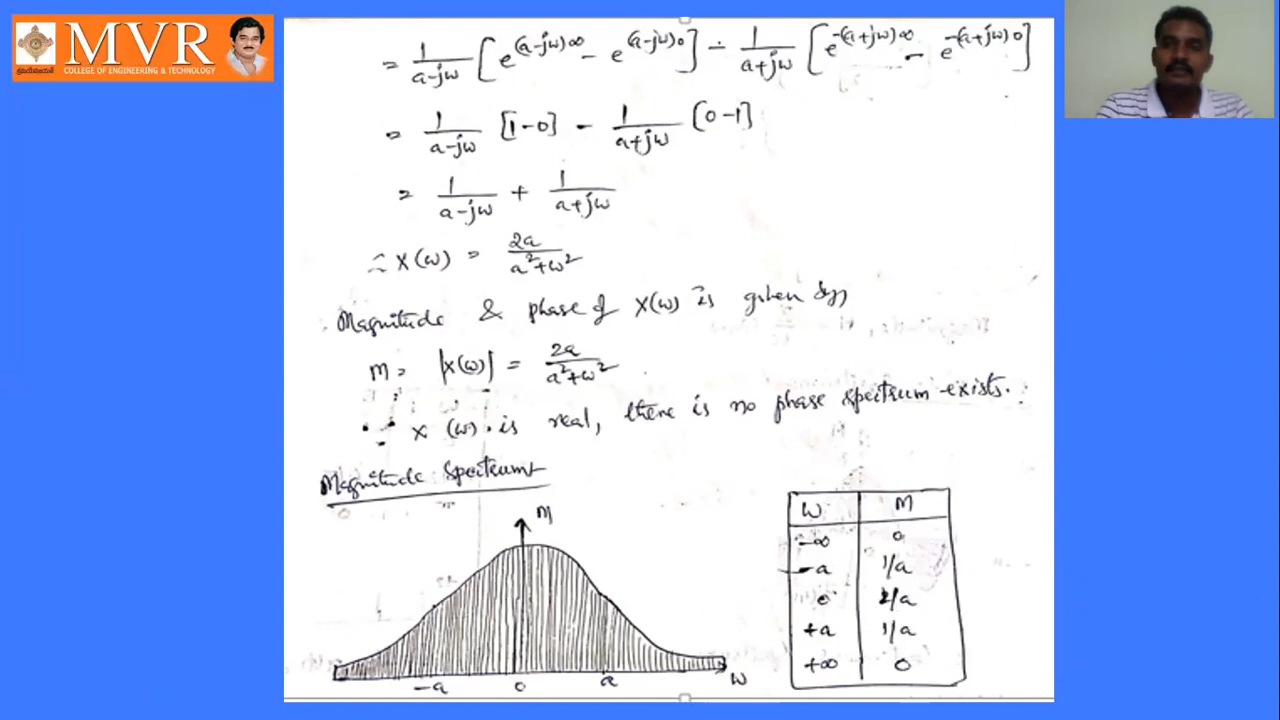 MVR
COLLEGE OF ENGINEERING & TECHNOLOGY
= 1/(a-jω) [e^(a-jω)∞ - e^(a-jω)0] - 1/(a+jω) [e^-(a+jω)∞ - e^-(a+jω)0]
= 1/(a-jω) [1-0] - 1/(a+jω) [0-1]
= 1/(a-jω) + 1/(a+jω)
∴ X(ω) = 2a/(a²+ω²)
Magnitude & phase of X(ω) is given by
M = |X(ω)| = 2a/(a²+ω²)
∵ X(ω) is real, there is no phase spectrum exists.
Magnitude Spectrum
M
-a 0 a ω
ω M
-∞ 0
-a 1/a
0 2/a
+a 1/a
+∞ 0